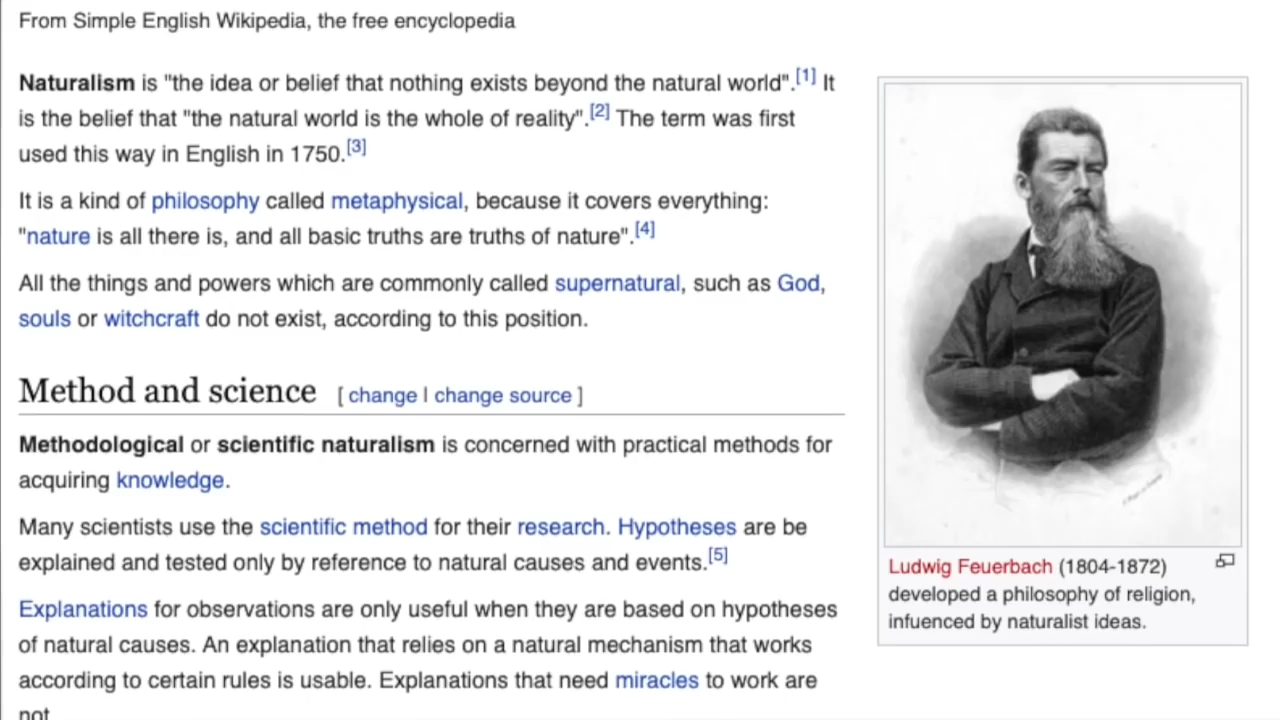 From Simple English Wikipedia, the free encyclopedia
Naturalism is "the idea or belief that nothing exists beyond the natural world".[1] It
is the belief that "the natural world is the whole of reality".[2] The term was first
used this way in English in 1750.[3]
It is a kind of philosophy called metaphysical, because it covers everything:
"nature is all there is, and all basic truths are truths of nature".[4]
All the things and powers which are commonly called supernatural, such as God,
souls or witchcraft do not exist, according to this position.
Method and science [ change | change source ]
Methodological or scientific naturalism is concerned with practical methods for
acquiring knowledge.
Many scientists use the scientific method for their research. Hypotheses are be
explained and tested only by reference to natural causes and events.[5]
Explanations for observations are only useful when they are based on hypotheses
of natural causes. An explanation that relies on a natural mechanism that works
according to certain rules is usable. Explanations that need miracles to work are
not
Ludwig Feuerbach (1804-1872)
developed a philosophy of religion,
infuenced by naturalist ideas.